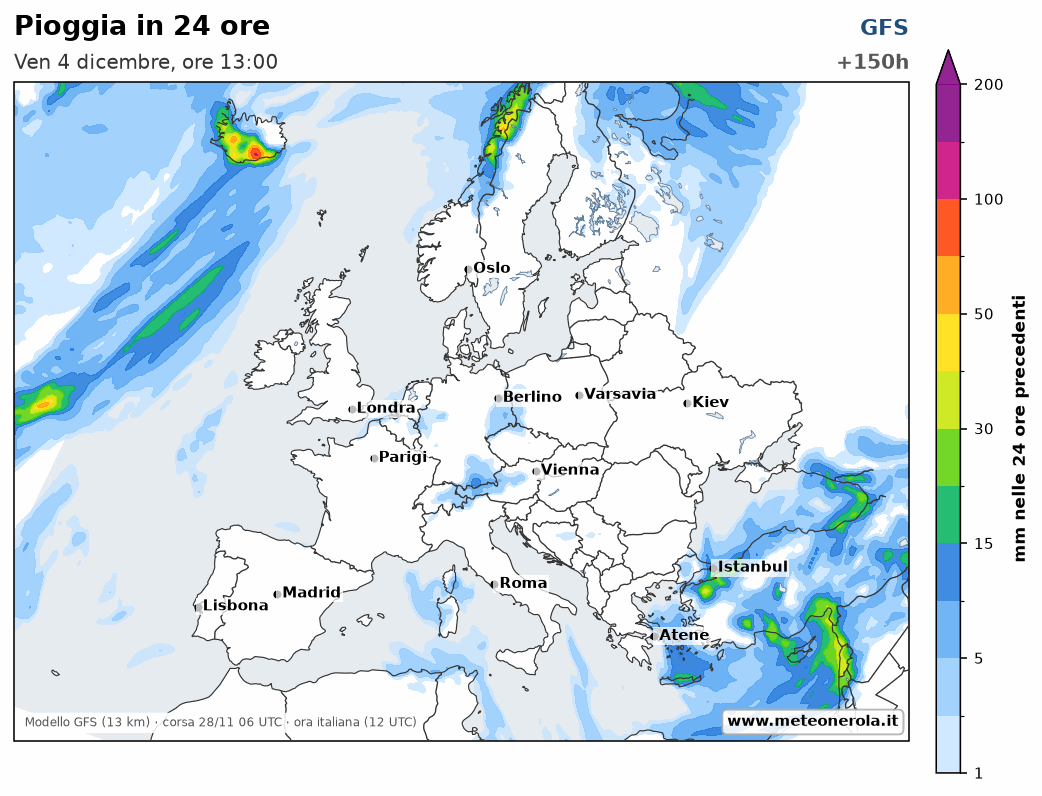 Pioggia in 24 ore
GFS
Ven 4 dicembre, ore 13:00
+150h
200
100
50
30
15
5
1
mm nelle 24 ore precedenti
Oslo
Berlino
Varsavia
Kiev
Londra
Parigi
Vienna
Istanbul
Roma
Madrid
Lisbona
Atene
Modello GFS (13 km) · corsa 28/11 06 UTC · ora italiana (12 UTC)
www.meteonerola.it